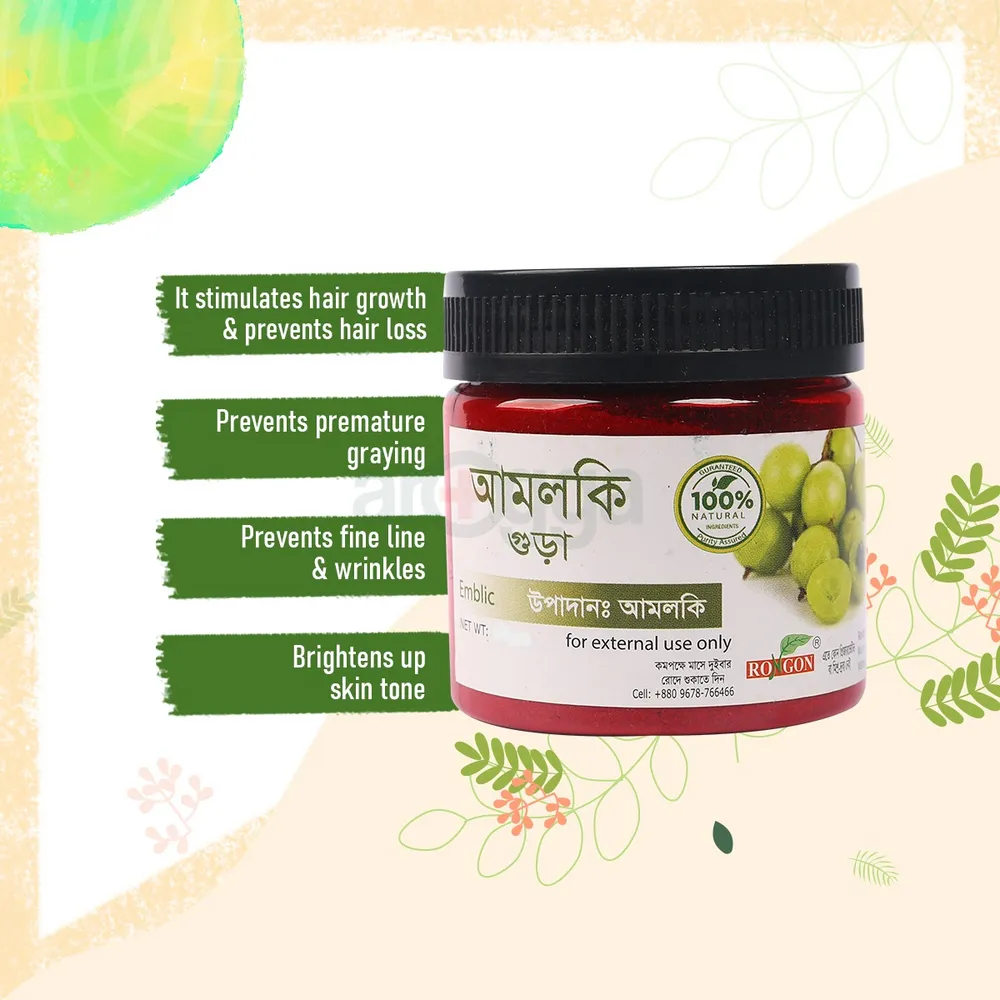 It stimulates hair growth
& prevents hair loss
Prevents premature
graying
Prevents fine line
& wrinkles
Brightens up
skin tone
আমলকি
গুড়া
GURANTEED
100%
NATURAL
INGREDIENTS
Purity Assured
Emblic
উপাদানঃ আমলকি
NET WT:
for external use only
কমপক্ষে মাসে দুইবার
রোদে শুকাতে দিন
Cell: +880 9678-766466
RONGON
®